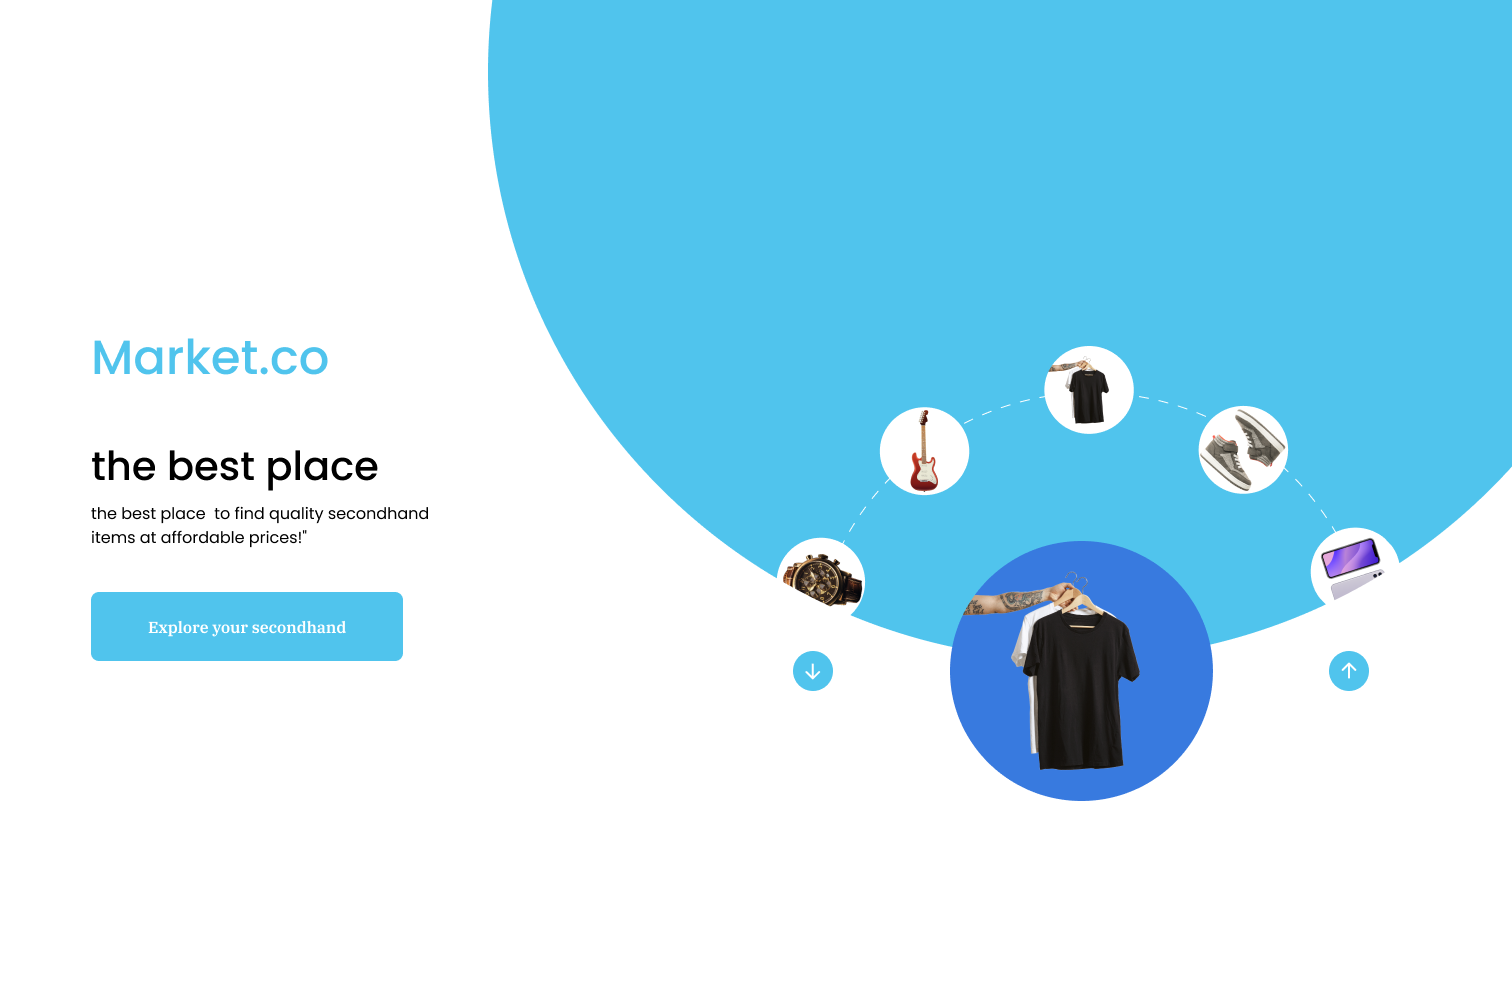 Market.co
the best place
the best place  to find quality secondhand
items at affordable prices!"
Explore your secondhand